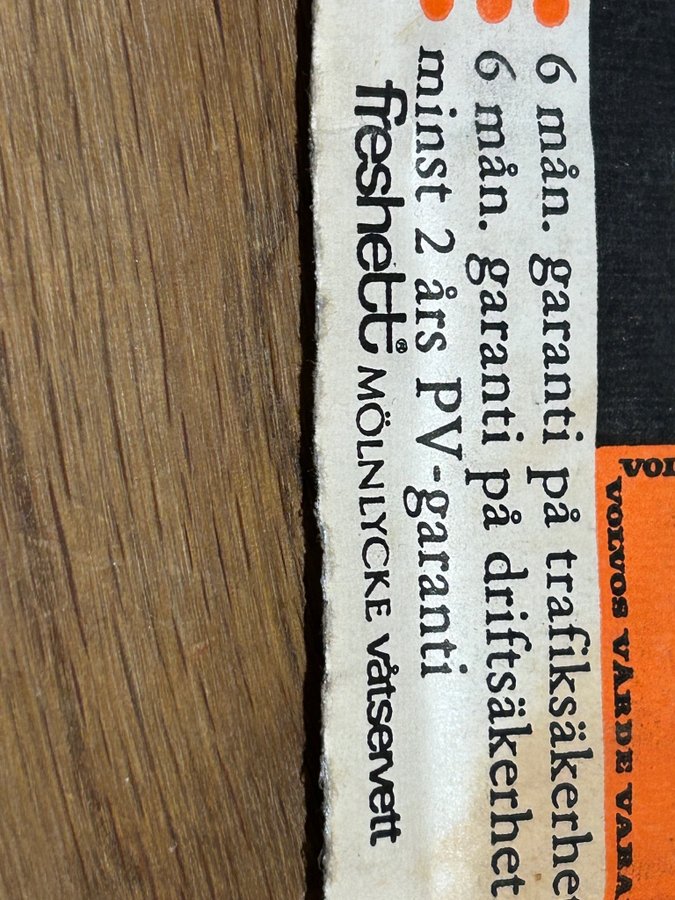 VOLVOS VÄRDE VARA
6 mån. garanti på trafiksäkerhe
6 mån. garanti på driftsäkerhet
minst 2 års PV-garanti
freshett® MÖLNLYCKE våtservett